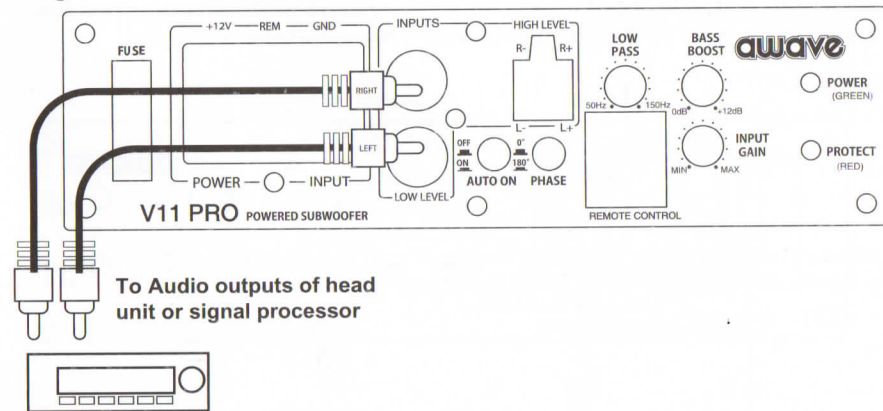 +12V REM GND
INPUTS
HIGH LEVEL
FUSE
R- R+
LOW PASS
BASS BOOST
awave
RIGHT
50Hz 150Hz
0dB +12dB
POWER
(GREEN)
LEFT
L- L+
OFF
ON
0°
180°
AUTO ON
PHASE
INPUT GAIN
MIN MAX
PROTECT
(RED)
POWER INPUT
LOW LEVEL
REMOTE CONTROL
V11 PRO POWERED SUBWOOFER
To Audio outputs of head
unit or signal processor